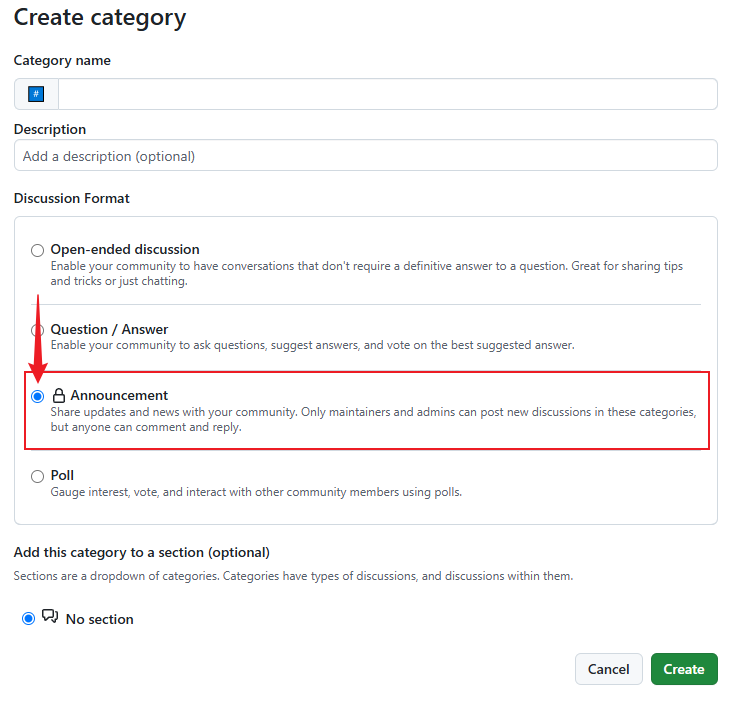 Create category
Category name
#
Description
Add a description (optional)
Discussion Format
Open-ended discussion
Enable your community to have conversations that don't require a definitive answer to a question. Great for sharing tips
and tricks or just chatting.
Question / Answer
Enable your community to ask questions, suggest answers, and vote on the best suggested answer.
Announcement
Share updates and news with your community. Only maintainers and admins can post new discussions in these categories,
but anyone can comment and reply.
Poll
Gauge interest, vote, and interact with other community members using polls.
Add this category to a section (optional)
Sections are a dropdown of categories. Categories have types of discussions, and discussions within them.
No section
Cancel
Create